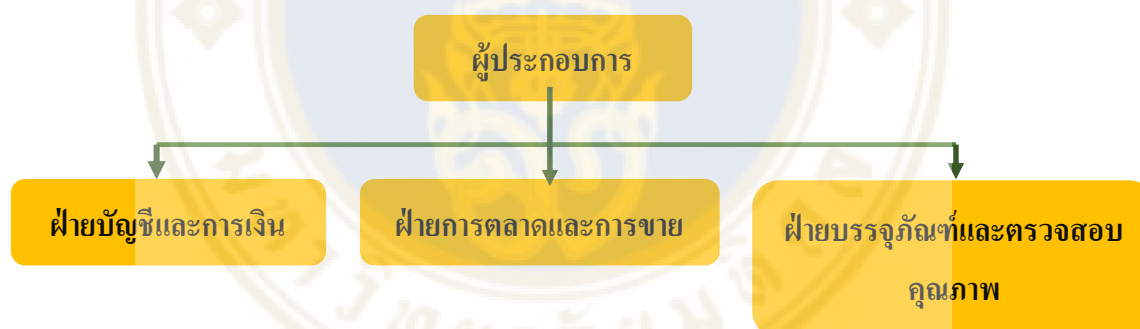 ผู้ประกอบการ
ฝ่ายบัญชีและการเงิน
ฝ่ายการตลาดและการขาย
ฝ่ายบรรจุภัณฑ์และตรวจสอบ
คุณภาพ